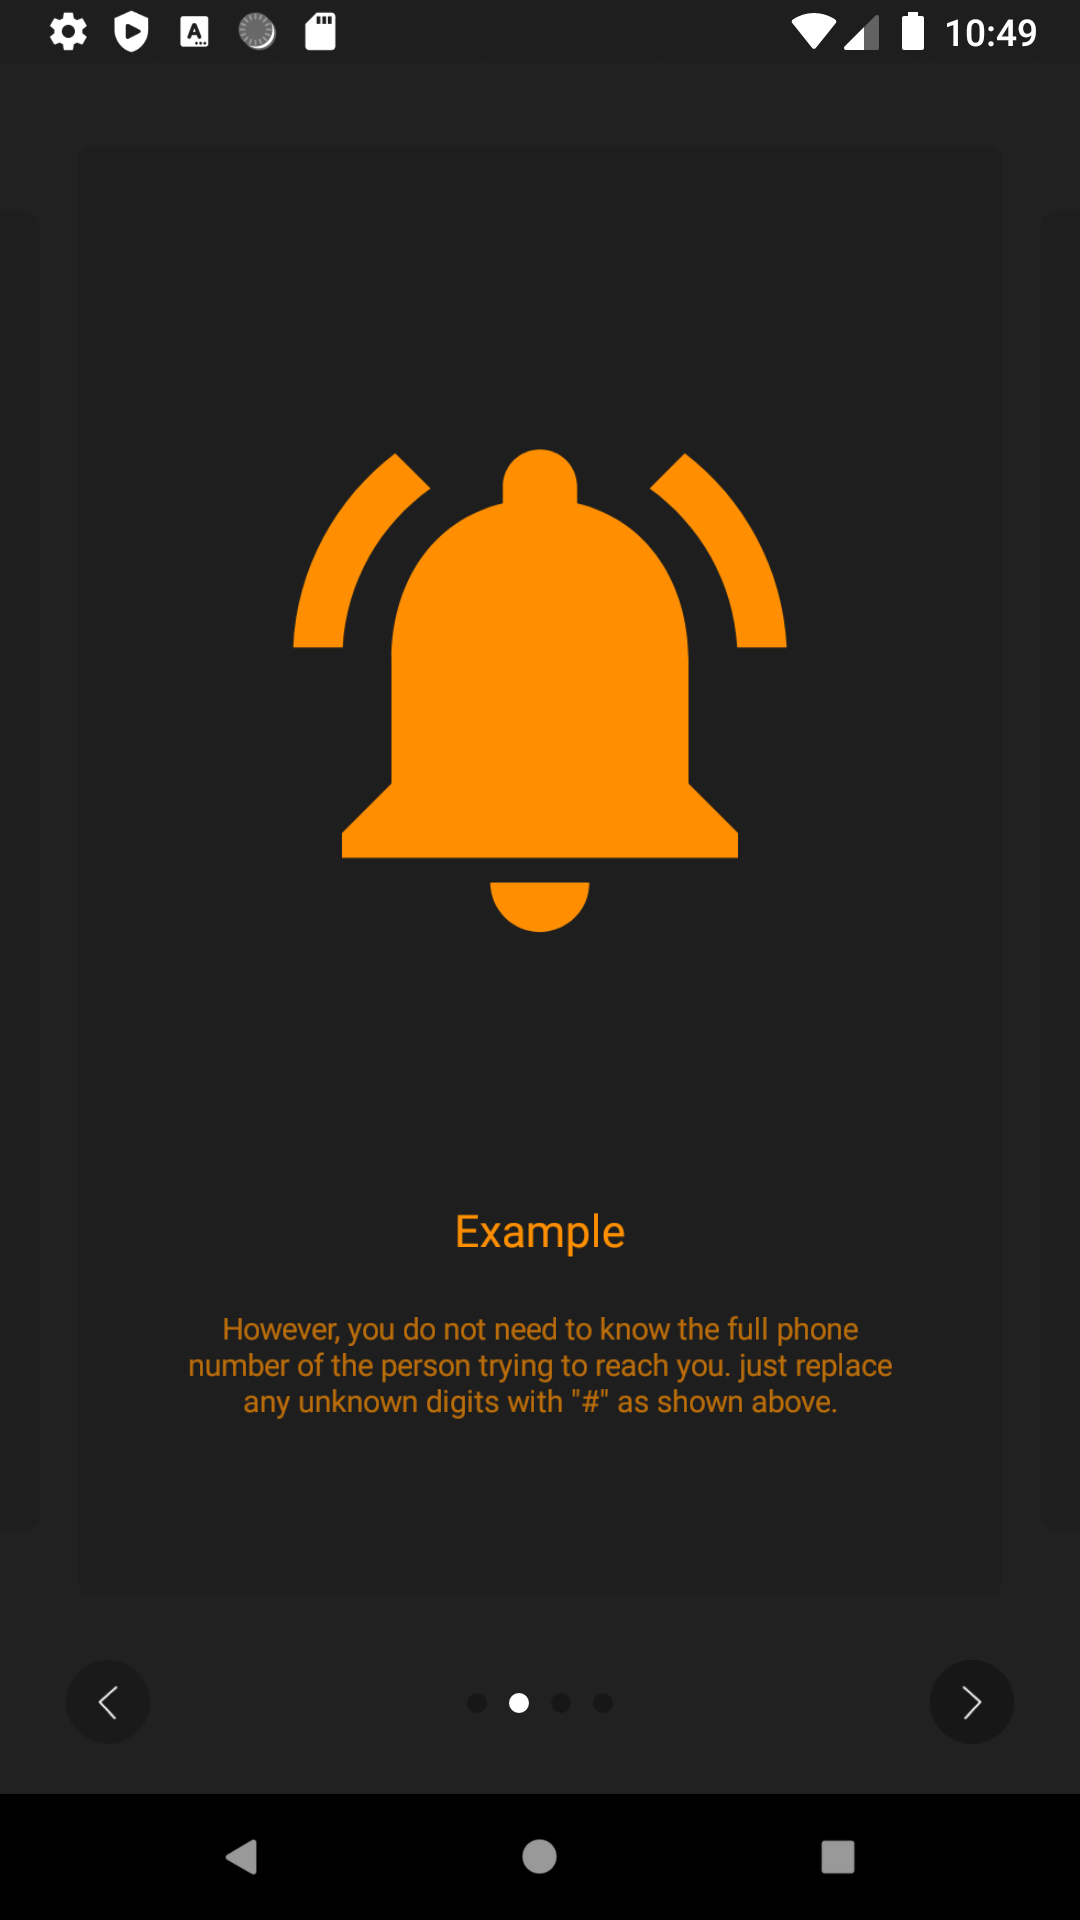 10:49
Example
However, you do not need to know the full phone
number of the person trying to reach you. just replace
any unknown digits with "#" as shown above.